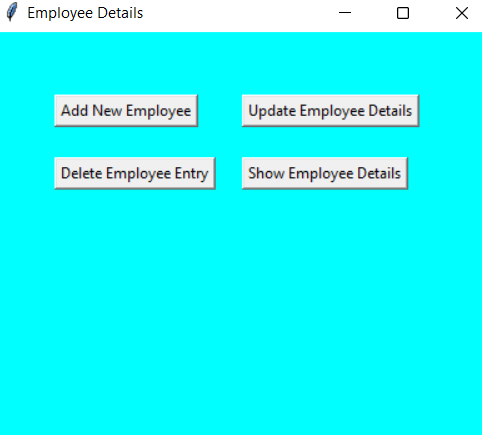 Employee Details
Add New Employee
Update Employee Details
Delete Employee Entry
Show Employee Details